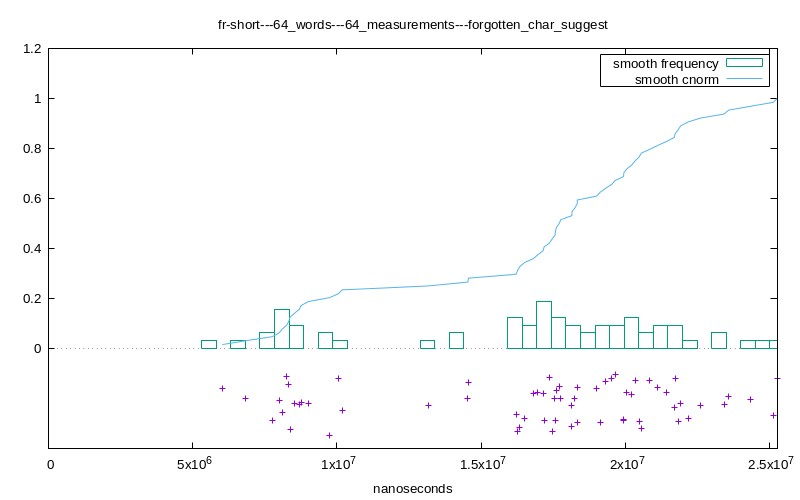 fr-short---64_words---64_measurements---forgotten_char_suggest
1.2
1
0.8
0.6
0.4
0.2
0
smooth frequency
smooth cnorm
0 5x10^6 1x10^7 1.5x10^7 2x10^7 2.5x10^7
nanoseconds